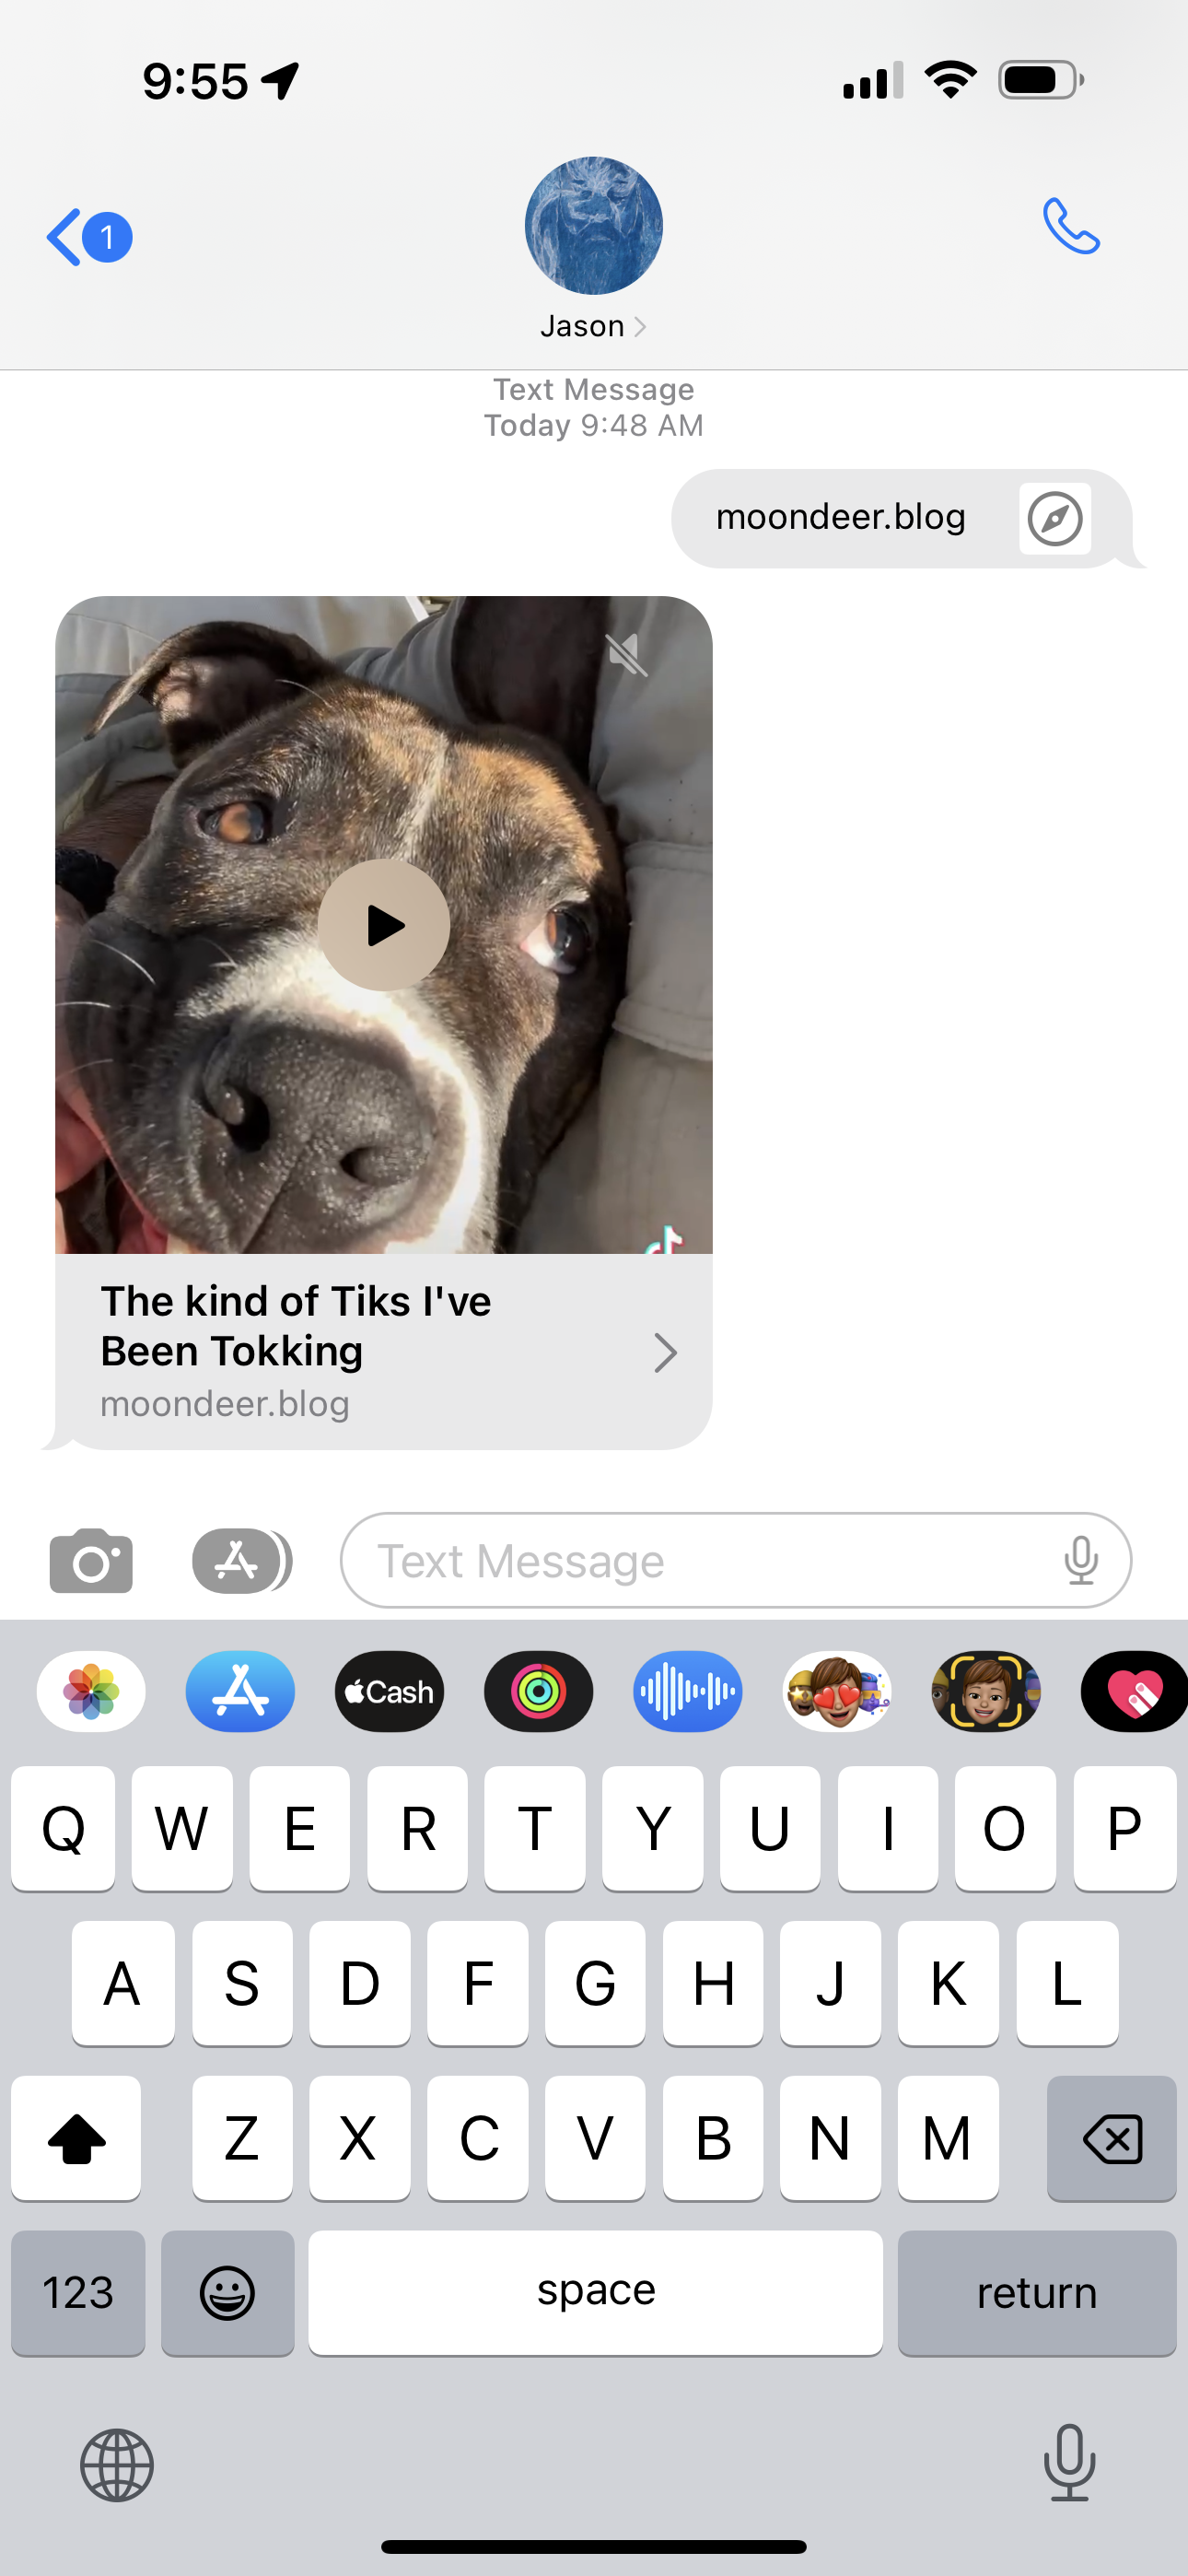 9:55
1
Jason
Text Message
Today 9:48 AM
moondeer.blog
The kind of Tiks I've
Been Tokking
moondeer.blog
Text Message
Cash
Q W E R T Y U I O P
A S D F G H J K L
Z X C V B N M
123 space return